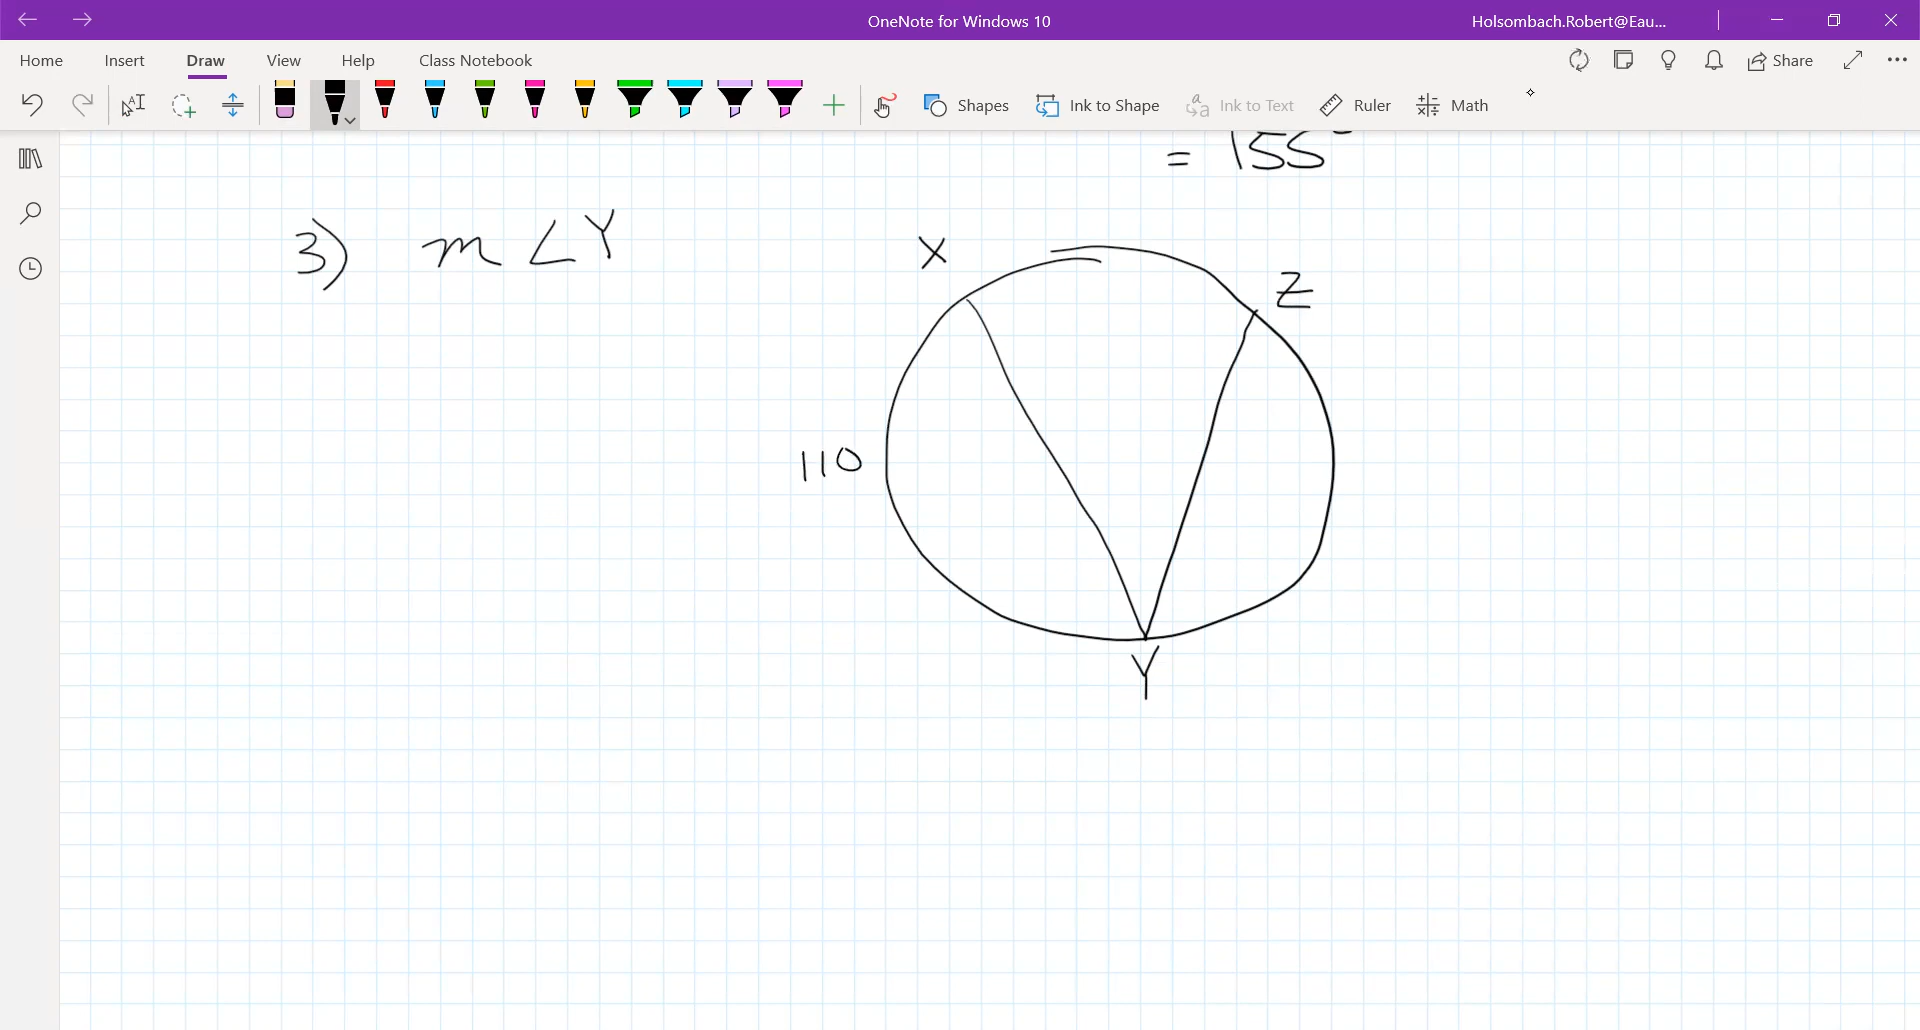 OneNote for Windows 10
Holsombach.Robert@Eau...
Home Insert Draw View Help Class Notebook
Share
Shapes Ink to Shape Ink to Text Ruler Math
= 155°
3) m ∠Y
X
Z
110
Y